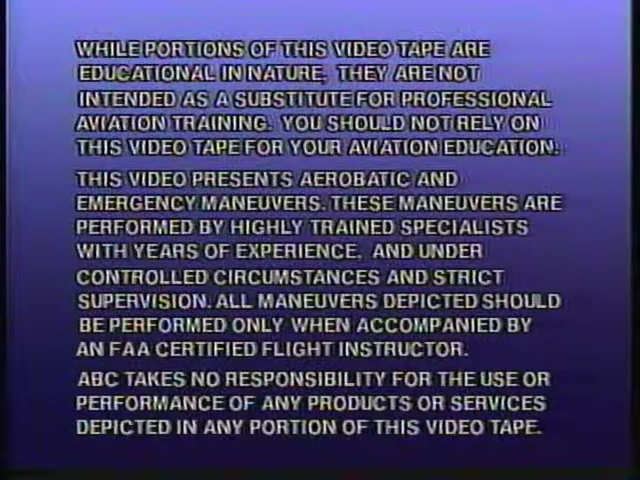 WHILE PORTIONS OF THIS VIDEO TAPE ARE
EDUCATIONAL IN NATURE, THEY ARE NOT
INTENDED AS A SUBSTITUTE FOR PROFESSIONAL
AVIATION TRAINING. YOU SHOULD NOT RELY ON
THIS VIDEO TAPE FOR YOUR AVIATION EDUCATION.
THIS VIDEO PRESENTS AEROBATIC AND
EMERGENCY MANEUVERS. THESE MANEUVERS ARE
PERFORMED BY HIGHLY TRAINED SPECIALISTS
WITH YEARS OF EXPERIENCE, AND UNDER
CONTROLLED CIRCUMSTANCES AND STRICT
SUPERVISION. ALL MANEUVERS DEPICTED SHOULD
BE PERFORMED ONLY WHEN ACCOMPANIED BY
AN FAA CERTIFIED FLIGHT INSTRUCTOR.
ABC TAKES NO RESPONSIBILITY FOR THE USE OR
PERFORMANCE OF ANY PRODUCTS OR SERVICES
DEPICTED IN ANY PORTION OF THIS VIDEO TAPE.